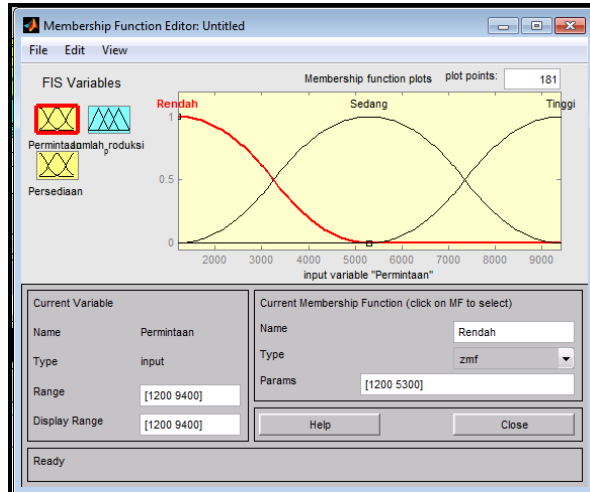 Membership Function Editor: Untitled
File Edit View
FIS Variables
Membership function plots plot points: 181
Rendah Sedang Tinggi
1
0.5
0
2000 3000 4000 5000 6000 7000 8000 9000
input variable "Permintaan"
Permintaan
Jumlah_produksi
Persediaan
Current Variable
Name Permintaan
Type input
Range [1200 9400]
Display Range [1200 9400]
Current Membership Function (click on MF to select)
Name Rendah
Type zmf
Params [1200 5300]
Help Close
Ready